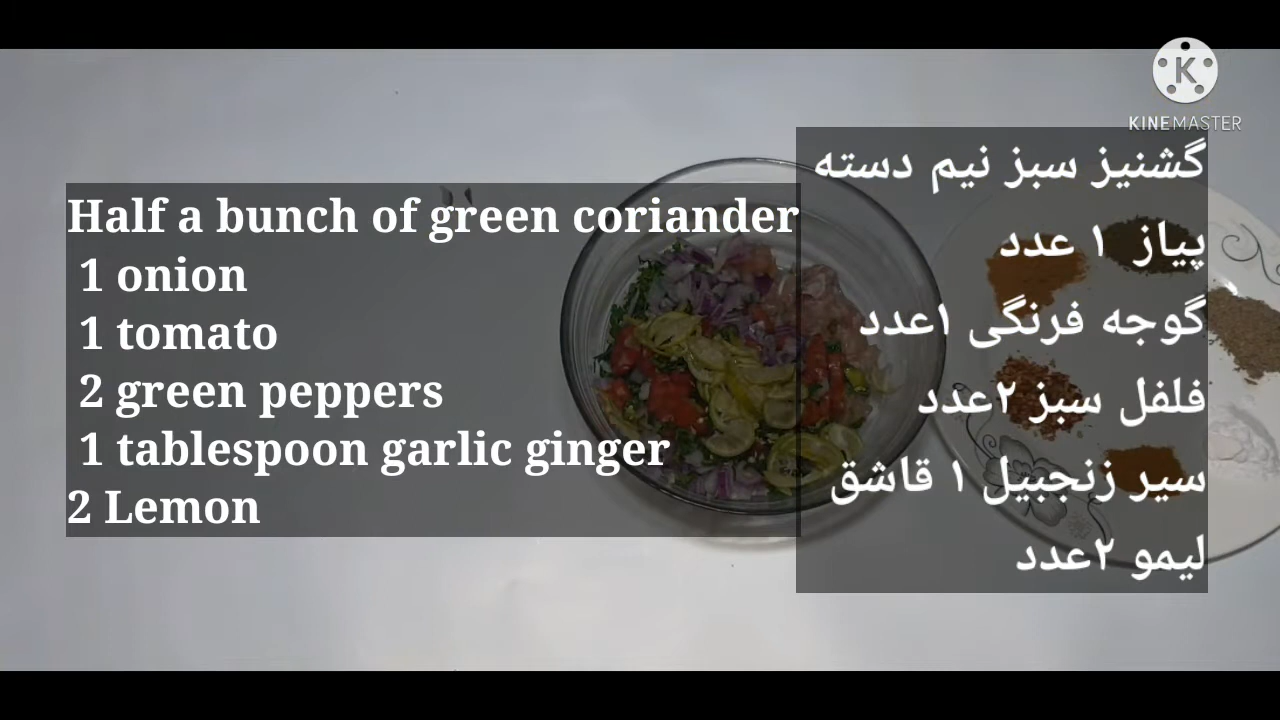 KINEMASTER
Half a bunch of green coriander
1 onion
1 tomato
2 green peppers
1 tablespoon garlic ginger
2 Lemon
گشنیز سبز نیم دسته
پیاز ۱ عدد
گوجه فرنگی ۱عدد
فلفل سبز ۲عدد
سیر زنجبیل ۱ قاشق
لیمو ۲عدد